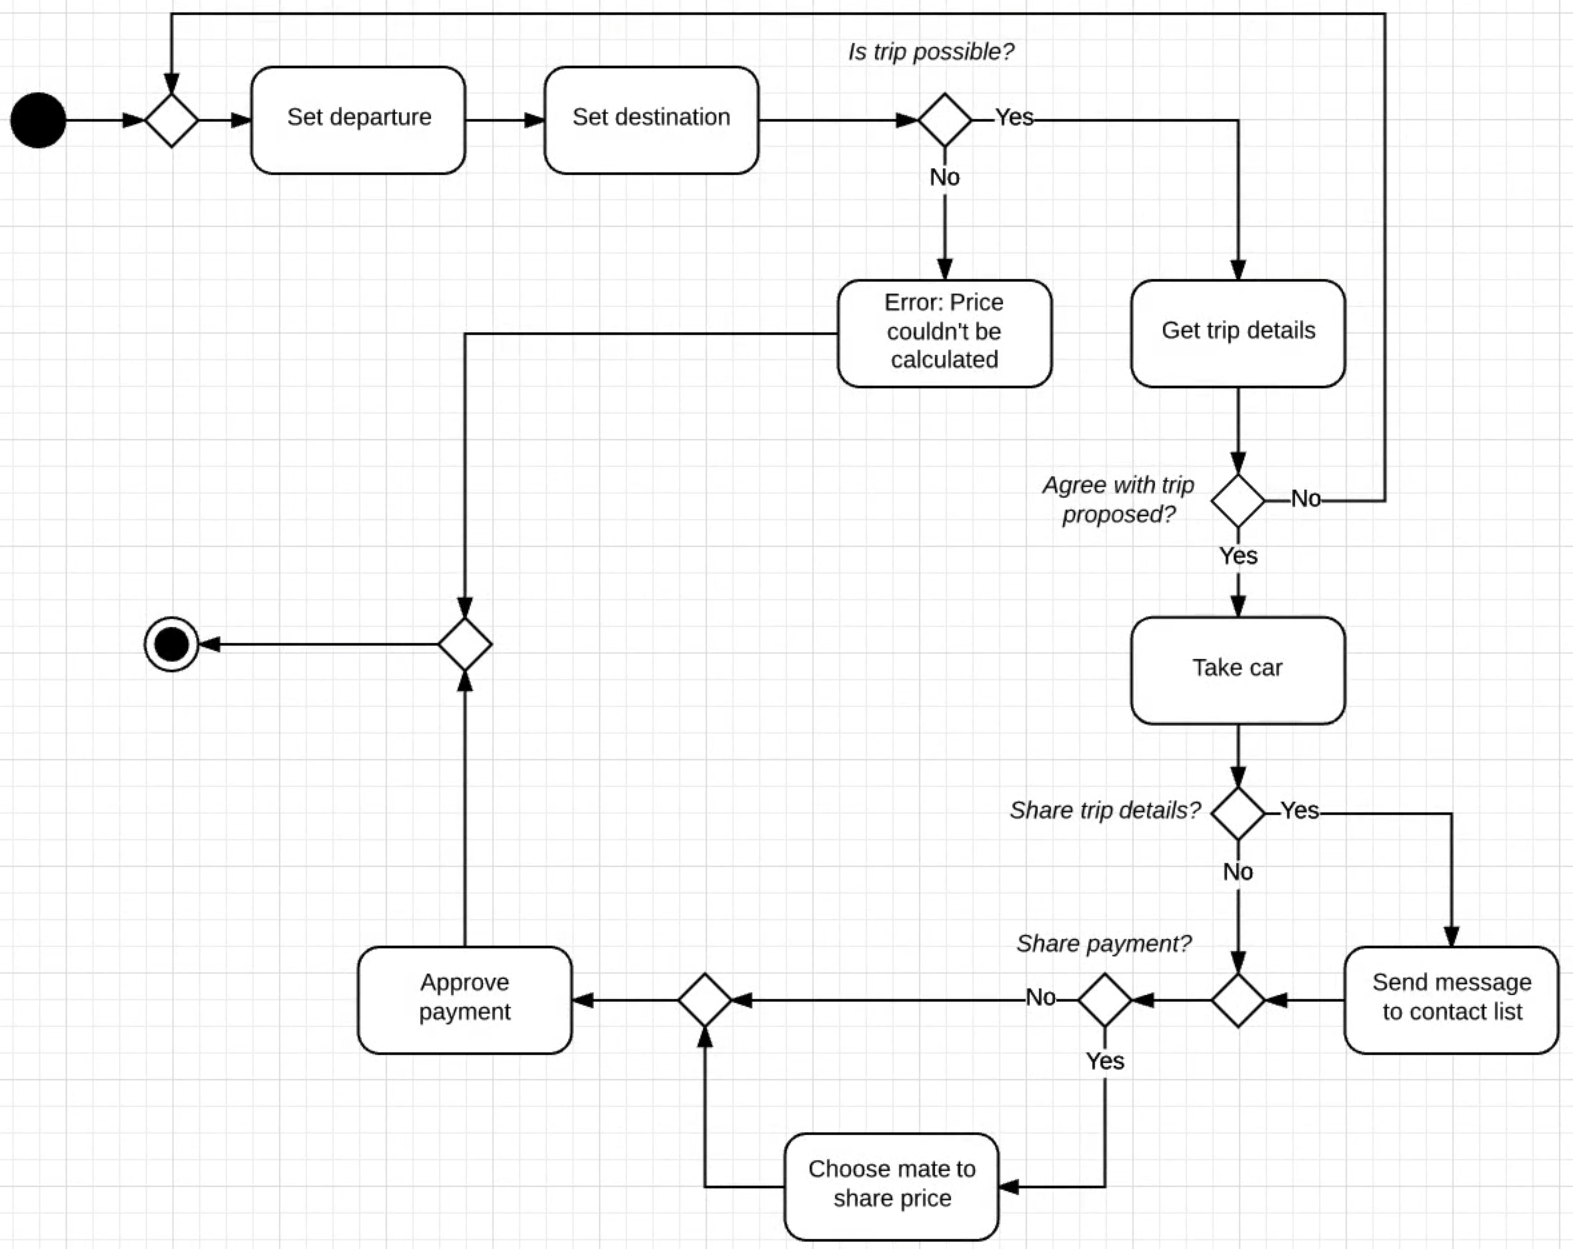 Is trip possible?
Set departure
Set destination
Yes
No
Error: Price
couldn't be
calculated
Get trip details
Agree with trip
proposed?
No
Yes
Take car
Share trip details?
Yes
No
Share payment?
Approve
payment
No
Send message
to contact list
Yes
Choose mate to
share price